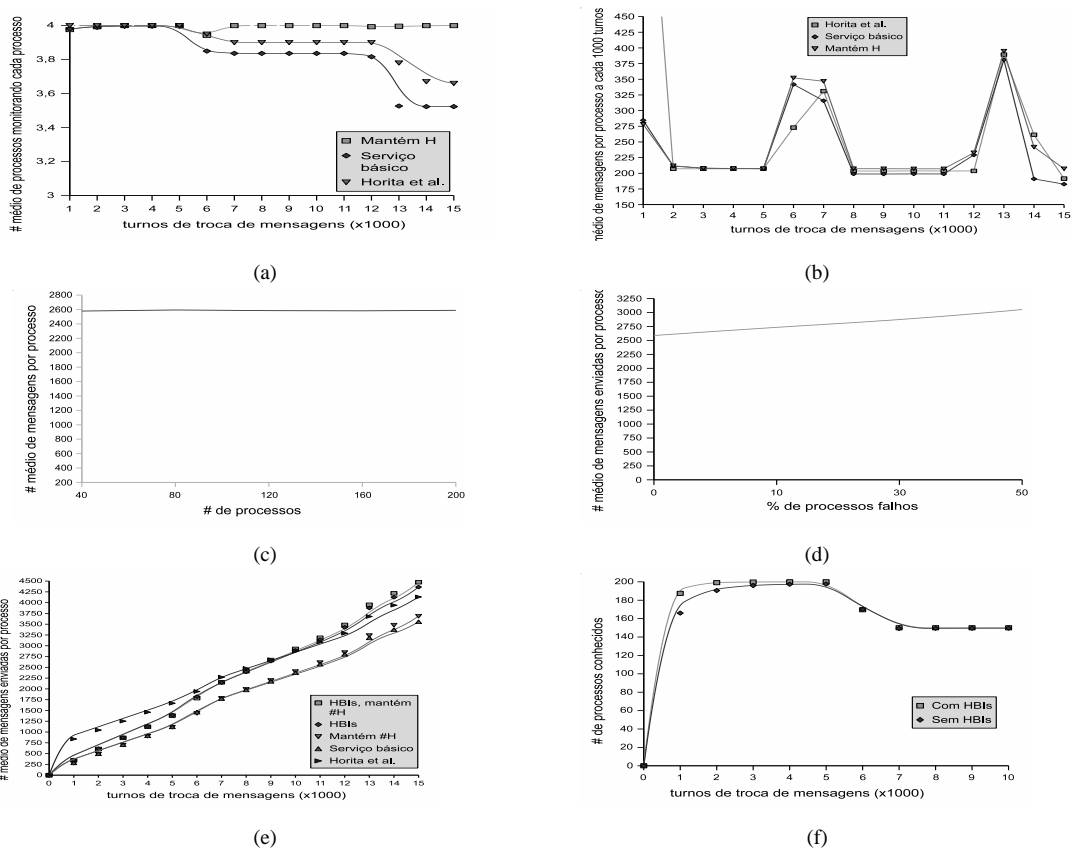 # médio de processos monitorando cada processo
4
3,8
3,6
3,4
3,2
3
Mantém H
Serviço
básico
Horita et al.
1 2 3 4 5 6 7 8 9 10 11 12 13 14 15
turnos de troca de mensagens (x1000)
(a)
médio de mensagens por processo a cada 1000 turnos
450
425
400
375
350
325
300
275
250
225
200
175
150
Horita et al.
Serviço básico
Mantém H
1 2 3 4 5 6 7 8 9 10 11 12 13 14 15
turnos de troca de mensagens (x1000)
(b)
# médio de mensagens por processo
2800
2600
2400
2200
2000
1800
1600
1400
1200
1000
800
600
400
200
40 80 120 160 200
# de processos
(c)
# médio de mensagens enviadas por processo
3250
3000
2750
2500
2250
2000
1750
1500
1250
1000
750
500
250
0
0 10 30 50
% de processos falhos
(d)
# médio de mensagens enviadas por processo
4500
4250
4000
3750
3500
3250
3000
2750
2500
2250
2000
1750
1500
1250
1000
750
500
250
0
HBIs, mantém
#H
HBIs
Mantém #H
Serviço básico
Horita et al.
0 1 2 3 4 5 6 7 8 9 10 11 12 13 14 15
turnos de troca de mensagens (x1000)
(e)
# de processos conhecidos
200
180
160
140
120
100
80
60
40
20
0
Com HBIs
Sem HBIs
0 1 2 3 4 5 6 7 8 9 10
turnos de troca de mensagens (x1000)
(f)